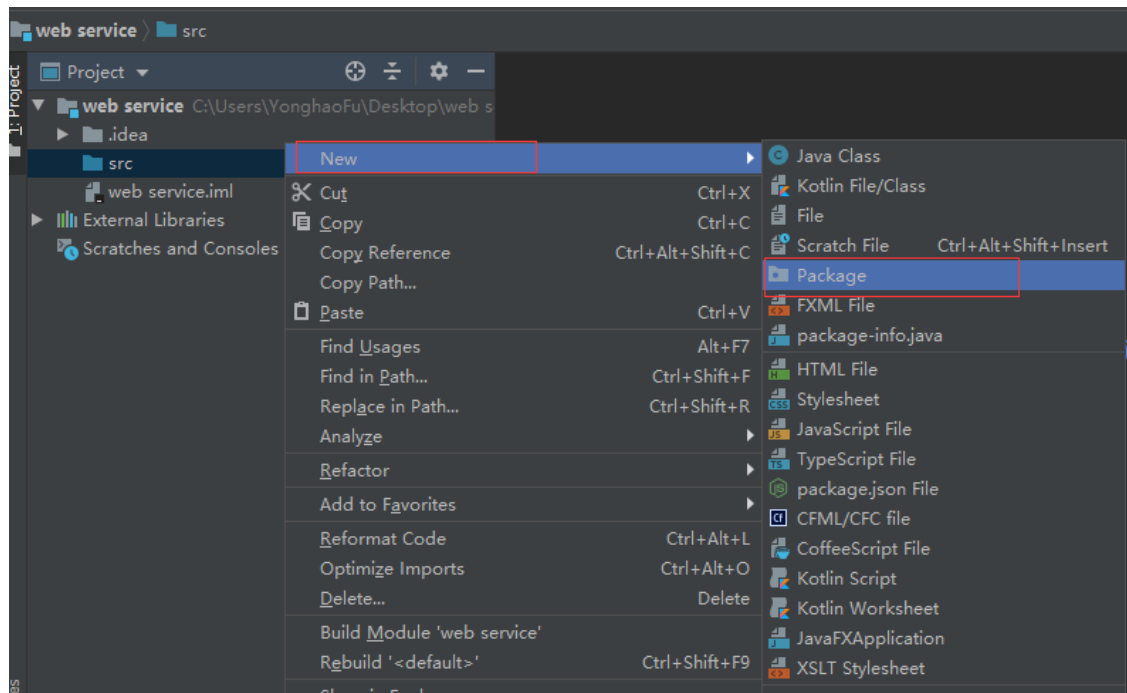 web service
src
Project
1: Project
web service C:\Users\YonghaoFu\Desktop\web s
.idea
src
web service.iml
External Libraries
Scratches and Consoles
New
Cut Ctrl+X
Copy Ctrl+C
Copy Reference Ctrl+Alt+Shift+C
Copy Path...
Paste Ctrl+V
Find Usages Alt+F7
Find in Path... Ctrl+Shift+F
Replace in Path... Ctrl+Shift+R
Analyze
Refactor
Add to Favorites
Reformat Code Ctrl+Alt+L
Optimize Imports Ctrl+Alt+O
Delete... Delete
Build Module 'web service'
Rebuild '<default>' Ctrl+Shift+F9
Java Class
Kotlin File/Class
File
Scratch File Ctrl+Alt+Shift+Insert
Package
FXML File
package-info.java
HTML File
Stylesheet
JavaScript File
TypeScript File
package.json File
CFML/CFC file
CoffeeScript File
Kotlin Script
Kotlin Worksheet
JavaFXApplication
XSLT Stylesheet